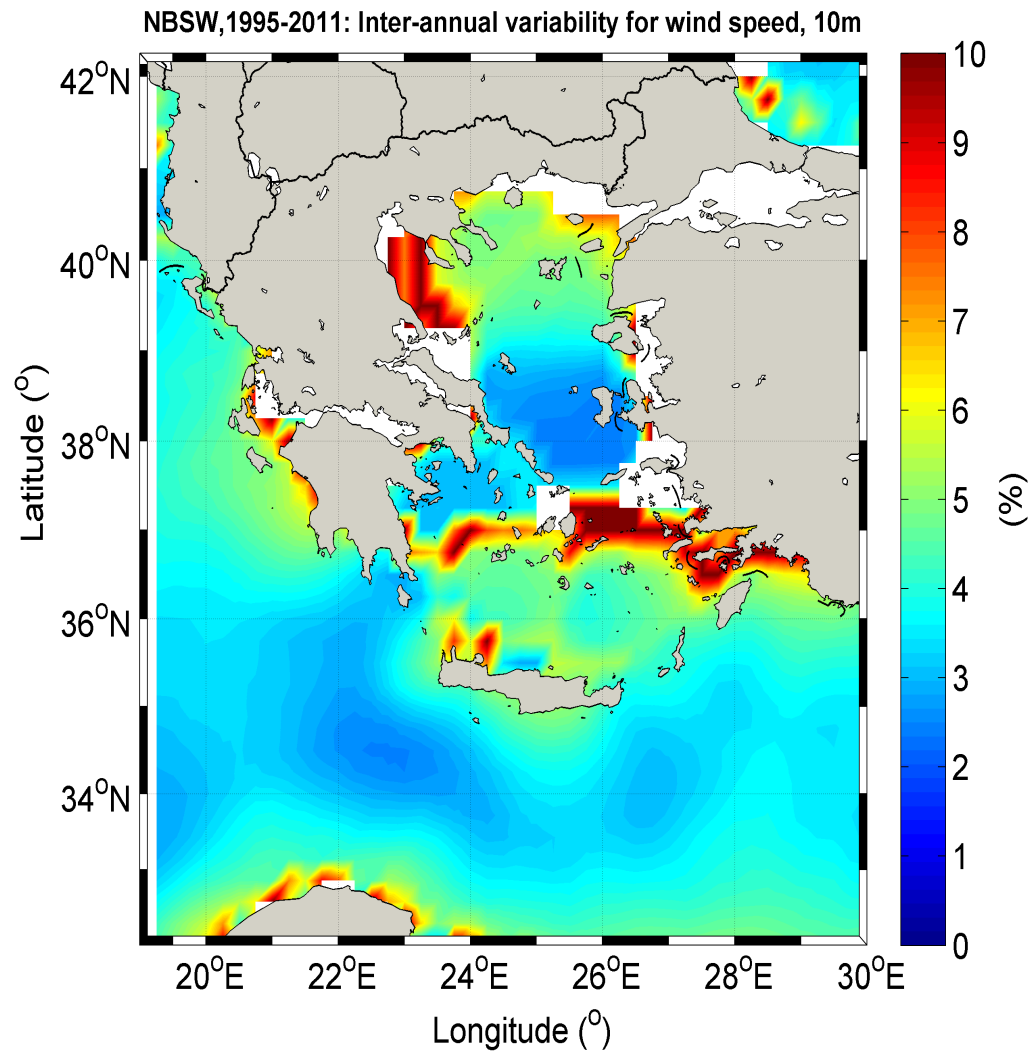 NBSW,1995-2011: Inter-annual variability for wind speed, 10m
42°N
40°N
38°N
36°N
34°N
Latitude (°)
20°E 22°E 24°E 26°E 28°E 30°E
Longitude (°)
10
9
8
7
6
5
4
3
2
1
0
(%)